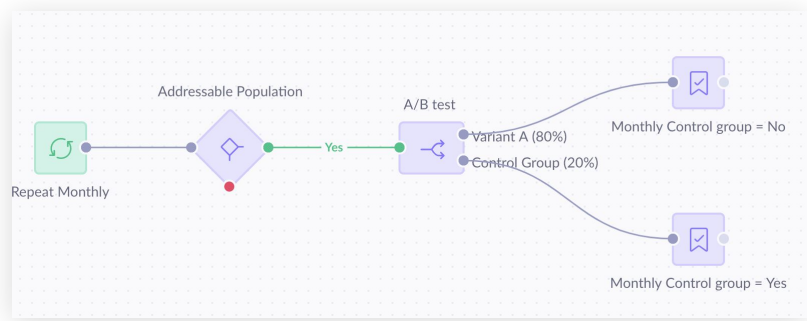 Addressable Population
A/B test
Repeat Monthly
Yes
Variant A (80%)
Control Group (20%)
Monthly Control group = No
Monthly Control group = Yes